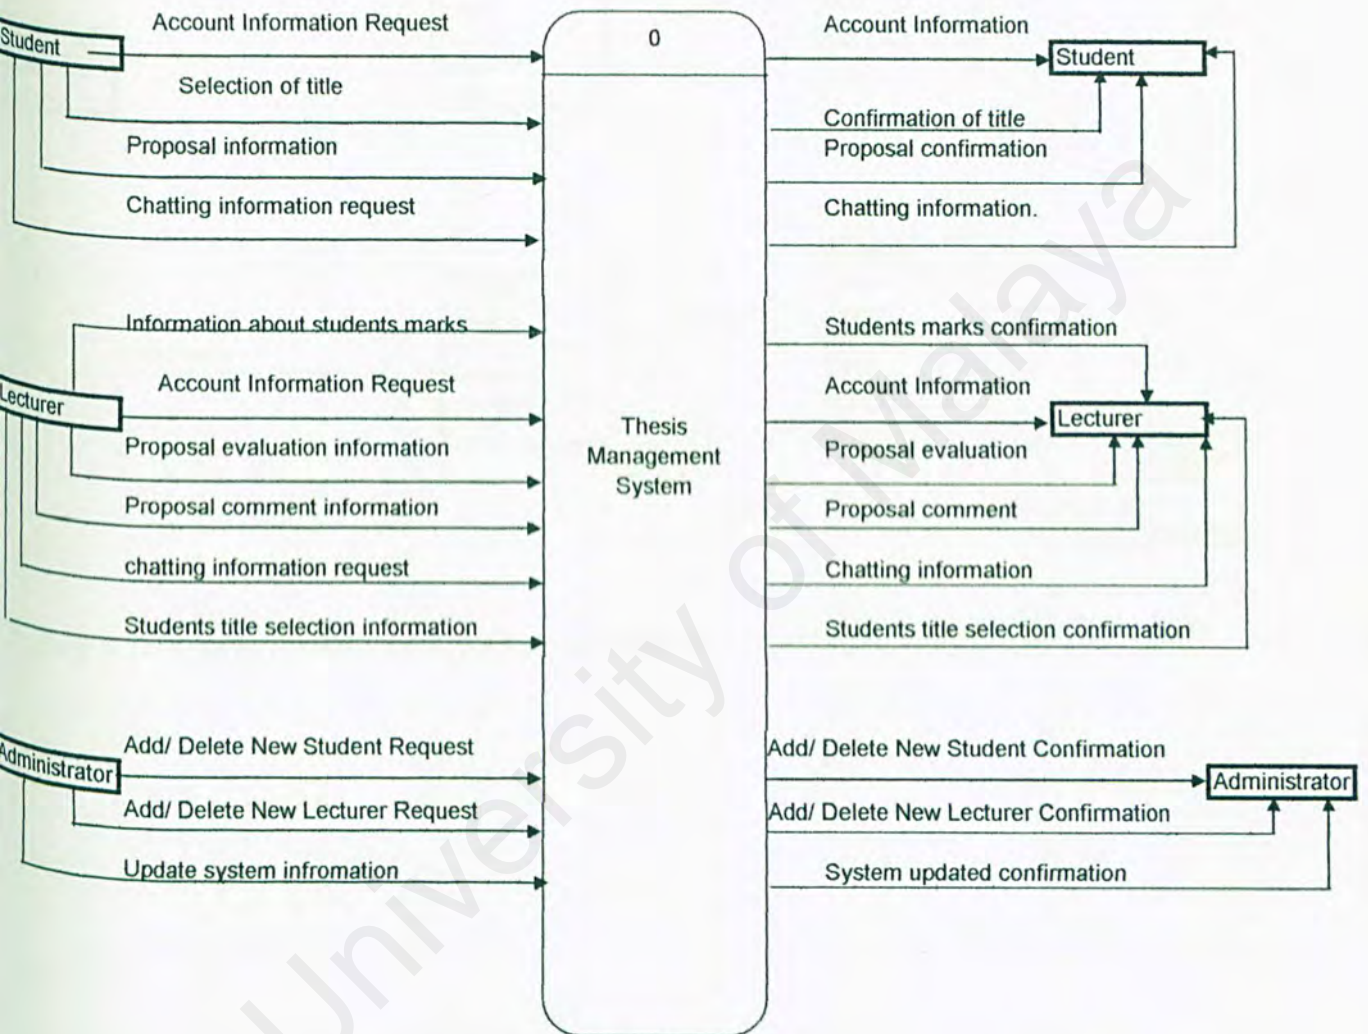 Account Information Request
0
Account Information
Student
Student
Selection of title
Confirmation of title
Proposal information
Proposal confirmation
Chatting information request
Chatting information.
Information about students marks
Students marks confirmation
Lecturer
Account Information Request
Account Information
Lecturer
Thesis
Management
System
Proposal evaluation information
Proposal evaluation
Proposal comment information
Proposal comment
chatting information request
Chatting information
Students title selection information
Students title selection confirmation
Administrator
Add/ Delete New Student Request
Add/ Delete New Student Confirmation
Administrator
Add/ Delete New Lecturer Request
Add/ Delete New Lecturer Confirmation
Update system infromation
System updated confirmation
University of Malaya